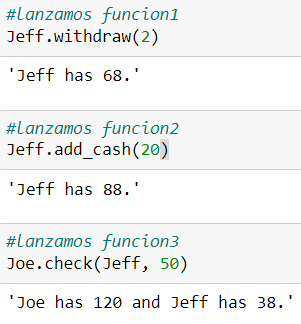 #lanzamos funcion1
Jeff.withdraw(2)
'Jeff has 68.'
#lanzamos funcion2
Jeff.add_cash(20)
'Jeff has 88.'
#lanzamos funcion3
Joe.check(Jeff, 50)
'Joe has 120 and Jeff has 38.'